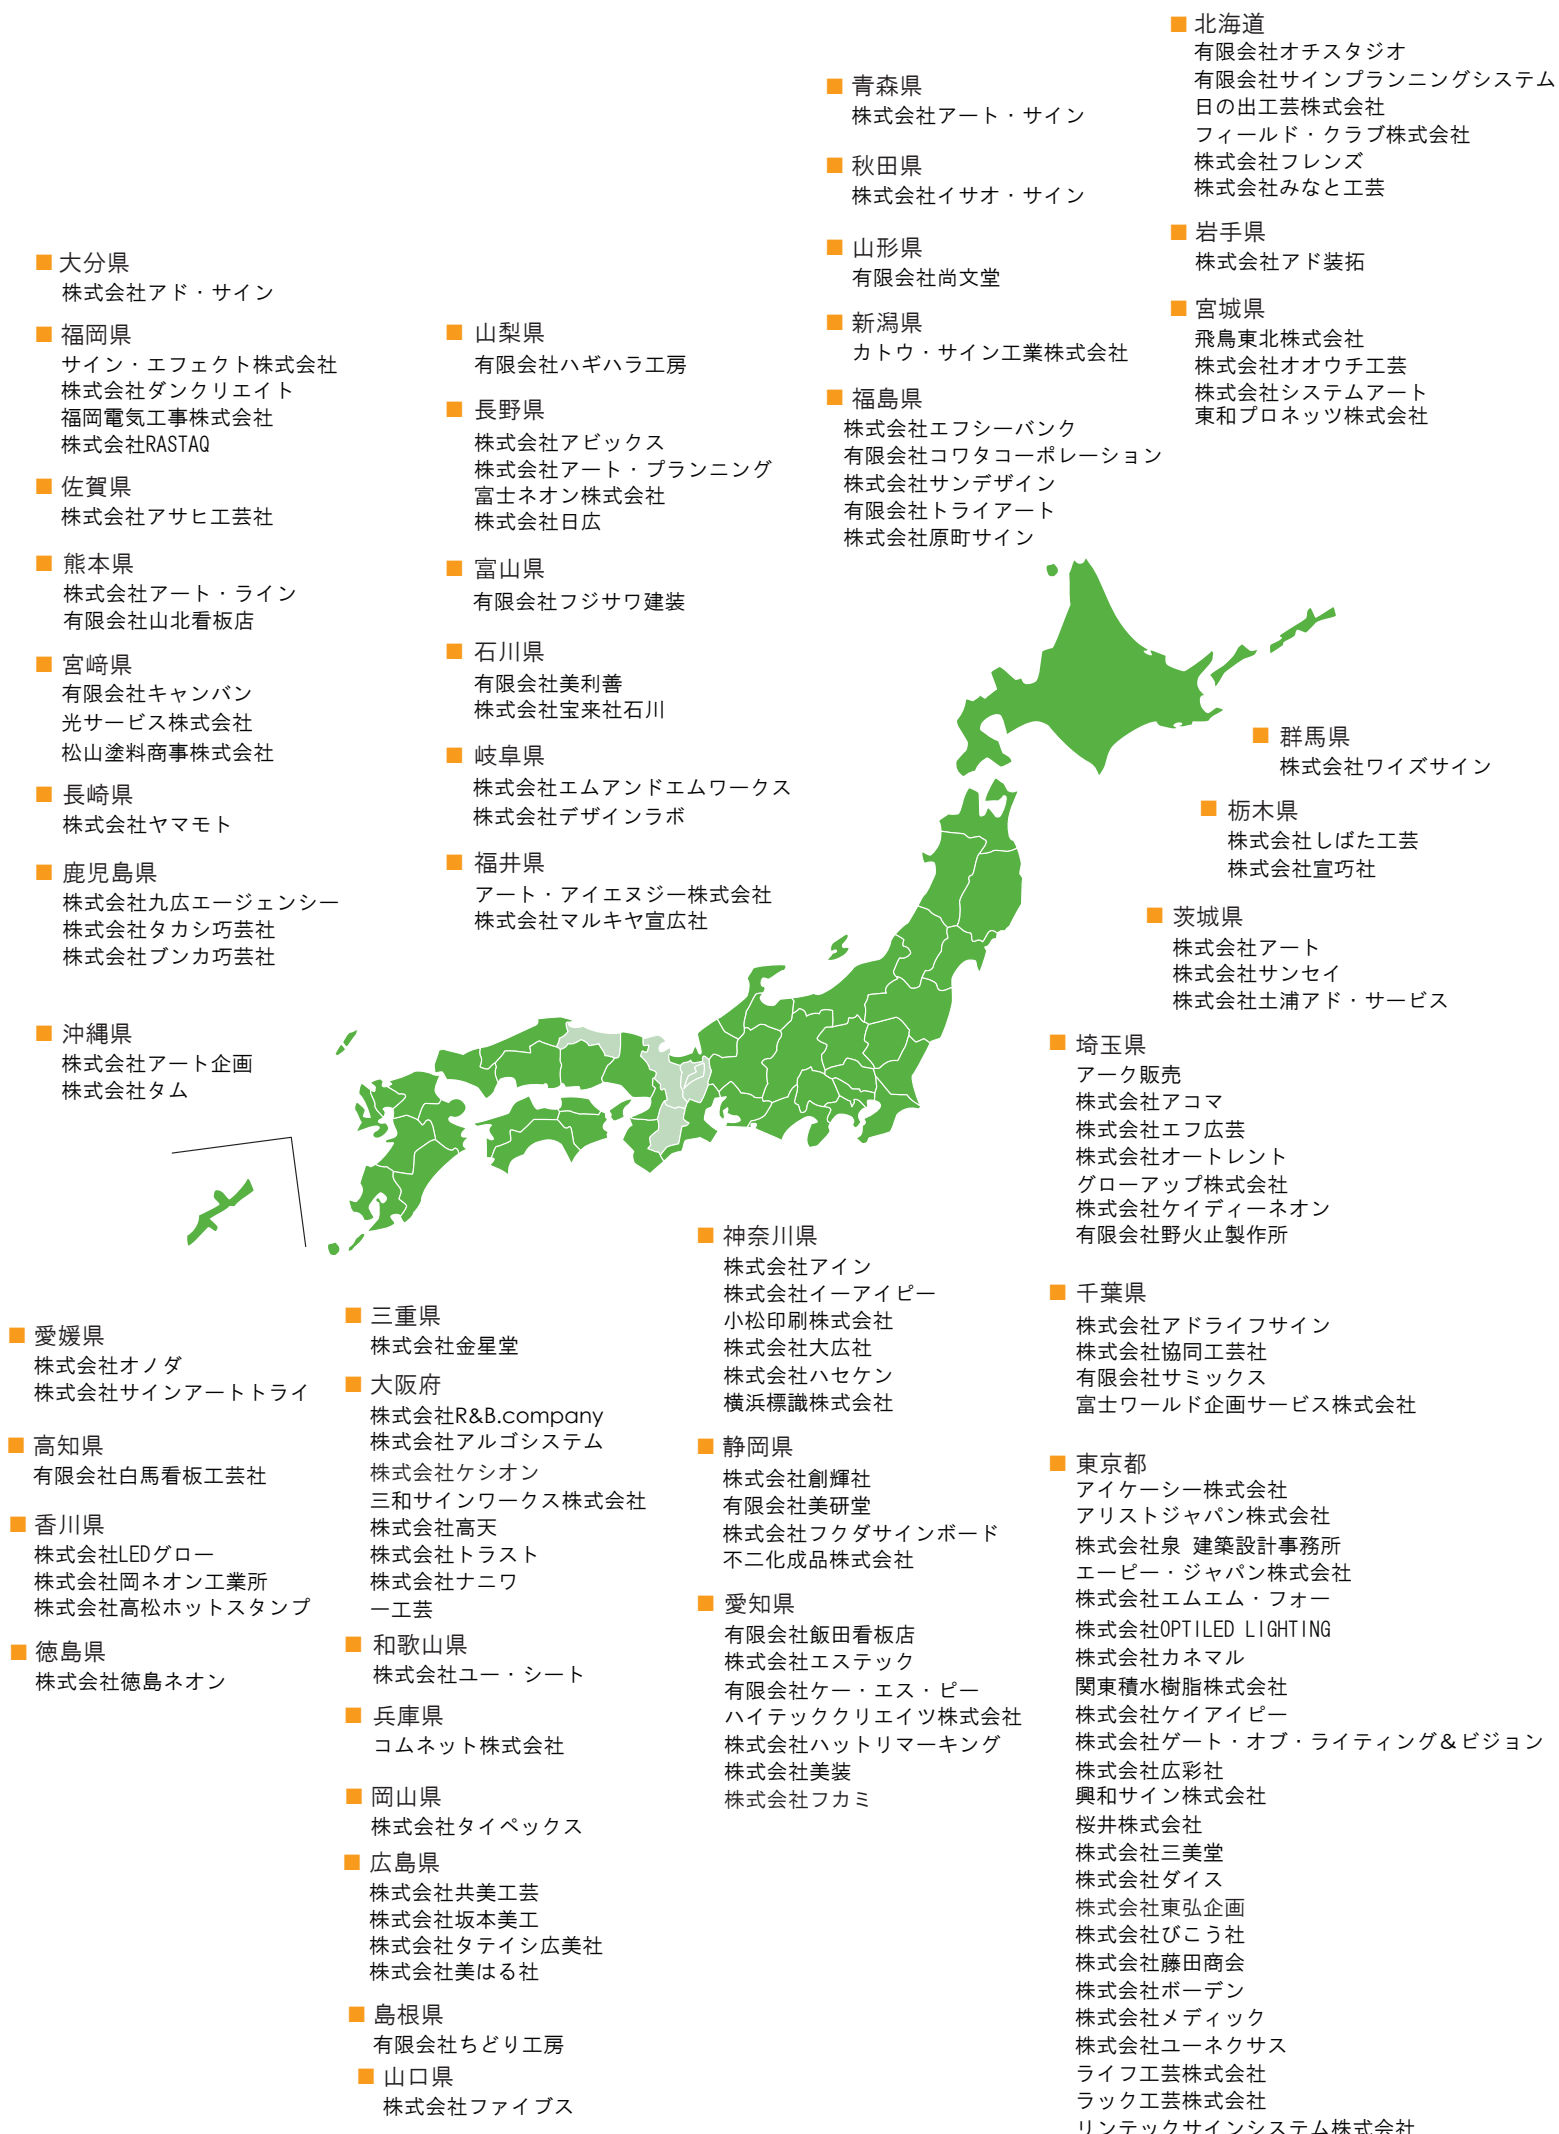 北海道
有限会社オチスタジオ
有限会社サインプランニングシステム
日の出工芸株式会社
フィールド・クラブ株式会社
株式会社フレンズ
株式会社みなと工芸
岩手県
株式会社アド装拓
宮城県
飛鳥東北株式会社
株式会社オオウチ工芸
株式会社システムアート
東和プロネッツ株式会社
青森県
株式会社アート・サイン
秋田県
株式会社イサオ・サイン
山形県
有限会社尚文堂
新潟県
カトウ・サイン工業株式会社
福島県
株式会社エフシーバンク
有限会社コワタコーポレーション
株式会社サンデザイン
有限会社トライアート
株式会社原町サイン
大分県
株式会社アド・サイン
福岡県
サイン・エフェクト株式会社
株式会社ダンクリエイト
福岡電気工事株式会社
株式会社RASTAQ
佐賀県
株式会社アサヒ工芸社
熊本県
株式会社アート・ライン
有限会社山北看板店
宮﨑県
有限会社キャンバン
光サービス株式会社
松山塗料商事株式会社
長崎県
株式会社ヤマモト
鹿児島県
株式会社九広エージェンシー
株式会社タカシ巧芸社
株式会社ブンカ巧芸社
沖縄県
株式会社アート企画
株式会社タム
山梨県
有限会社ハギハラ工房
長野県
株式会社アビックス
株式会社アート・プランニング
富士ネオン株式会社
株式会社日広
富山県
有限会社フジサワ建装
石川県
有限会社美利善
株式会社宝来社石川
岐阜県
株式会社エムアンドエムワークス
株式会社デザインラボ
福井県
アート・アイエヌジー株式会社
株式会社マルキヤ宣広社
群馬県
株式会社ワイズサイン
栃木県
株式会社しばた工芸
株式会社宣巧社
茨城県
株式会社アート
株式会社サンセイ
株式会社土浦アド・サービス
埼玉県
アーク販売
株式会社アコマ
株式会社エフ広芸
株式会社オートレント
グローアップ株式会社
株式会社ケイディーネオン
有限会社野火止製作所
千葉県
株式会社アドライフサイン
株式会社協同工芸社
有限会社サミックス
富士ワールド企画サービス株式会社
東京都
アイケーシー株式会社
アリストジャパン株式会社
株式会社泉 建築設計事務所
エーピー・ジャパン株式会社
株式会社エムエム・フォー
株式会社OPTILED LIGHTING
株式会社カネマル
関東積水樹脂株式会社
株式会社ケイアイピー
株式会社ゲート・オブ・ライティング＆ビジョン
株式会社広彩社
興和サイン株式会社
桜井株式会社
株式会社三美堂
株式会社ダイス
株式会社東弘企画
株式会社びこう社
株式会社藤田商会
株式会社ボーデン
株式会社メディック
株式会社ユーネクサス
ライフ工芸株式会社
ラック工芸株式会社
リンテックサインシステム株式会社
神奈川県
株式会社アイン
株式会社イーアイピー
小松印刷株式会社
株式会社大広社
株式会社ハセケン
横浜標識株式会社
静岡県
株式会社創輝社
有限会社美研堂
株式会社フクダサインボード
不二化成品株式会社
愛知県
有限会社飯田看板店
株式会社エステック
有限会社ケー・エス・ピー
ハイテッククリエイツ株式会社
株式会社ハットリマーキング
株式会社美装
株式会社フカミ
三重県
株式会社金星堂
大阪府
株式会社R&B.company
株式会社アルゴシステム
株式会社ケシオン
三和サインワークス株式会社
株式会社高天
株式会社トラスト
株式会社ナニワ
一工芸
和歌山県
株式会社ユー・シート
兵庫県
コムネット株式会社
岡山県
株式会社タイペックス
広島県
株式会社共美工芸
株式会社坂本美工
株式会社タテイシ広美社
株式会社美はる社
島根県
有限会社ちどり工房
山口県
株式会社ファイブス
愛媛県
株式会社オノダ
株式会社サインアートトライ
高知県
有限会社白馬看板工芸社
香川県
株式会社LEDグロー
株式会社岡ネオン工業所
株式会社高松ホットスタンプ
徳島県
株式会社徳島ネオン